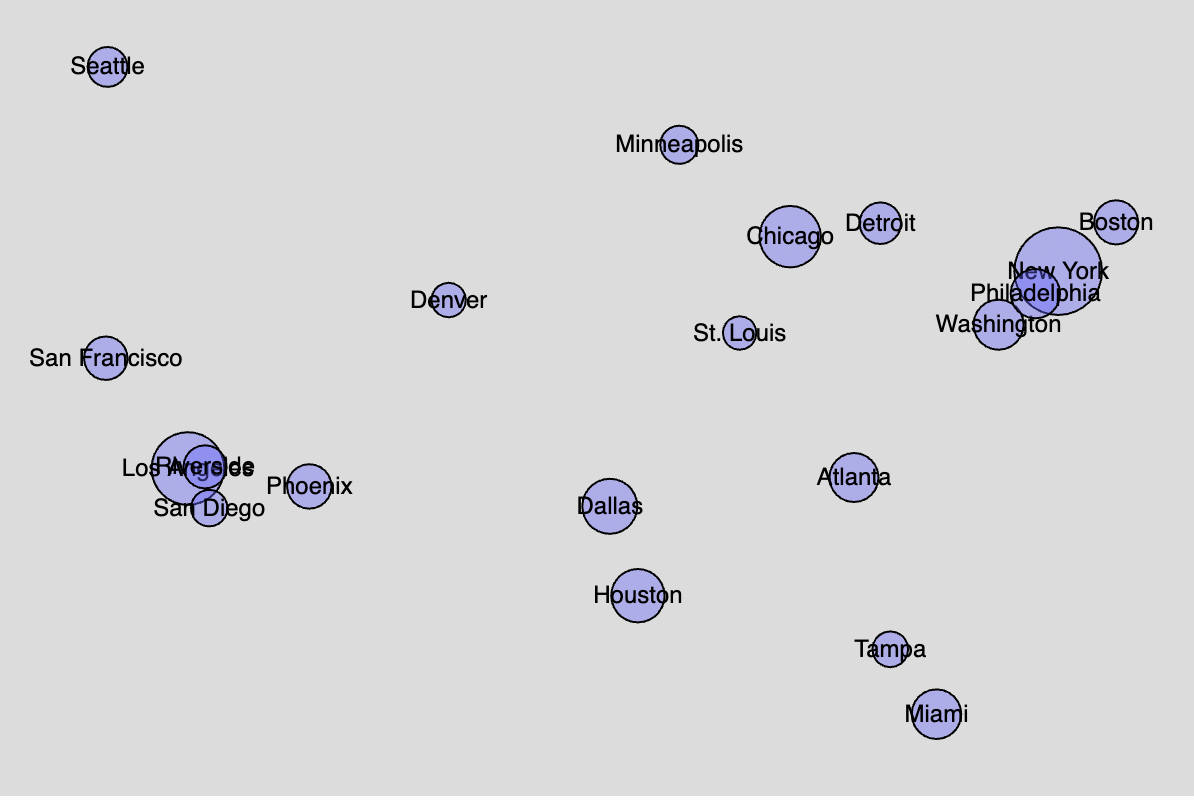 Seattle
Minneapolis
Chicago
Detroit
Boston
New York
Philadelphia
Washington
Denver
St. Louis
San Francisco
Los Angeles
Riverside
San Diego
Phoenix
Dallas
Atlanta
Houston
Tampa
Miami